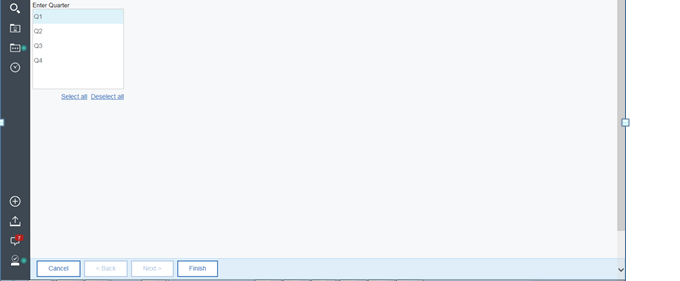 Enter Quarter
Q1
Q2
Q3
Q4
Select all Deselect all
Cancel < Back Next > Finish